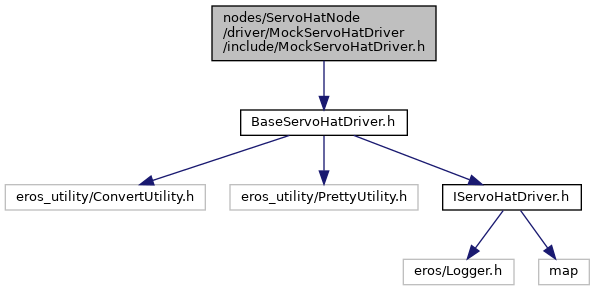 nodes/ServoHatNode
/driver/MockServoHatDriver
/include/MockServoHatDriver.h
BaseServoHatDriver.h
eros_utility/ConvertUtility.h
eros_utility/PrettyUtility.h
IServoHatDriver.h
eros/Logger.h
map